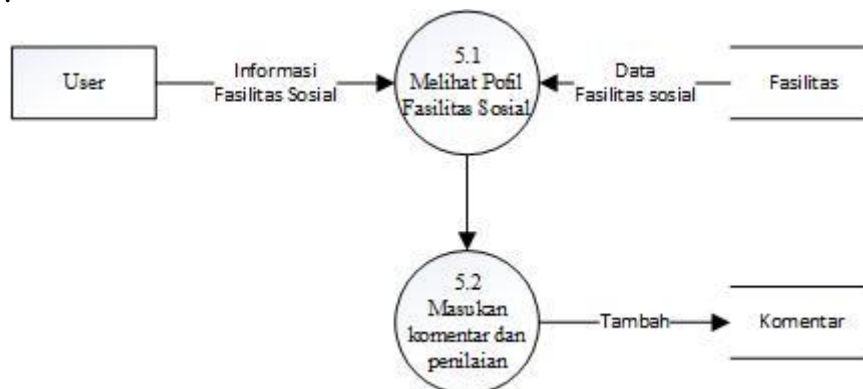 User
Informasi
Fasilitas Sosial
5.1
Melihat Pofil
Fasilitas Sosial
Data
Fasilitas sosial
Fasilitas
5.2
Masukan
komentar dan
penilaian
Tambah
Komentar